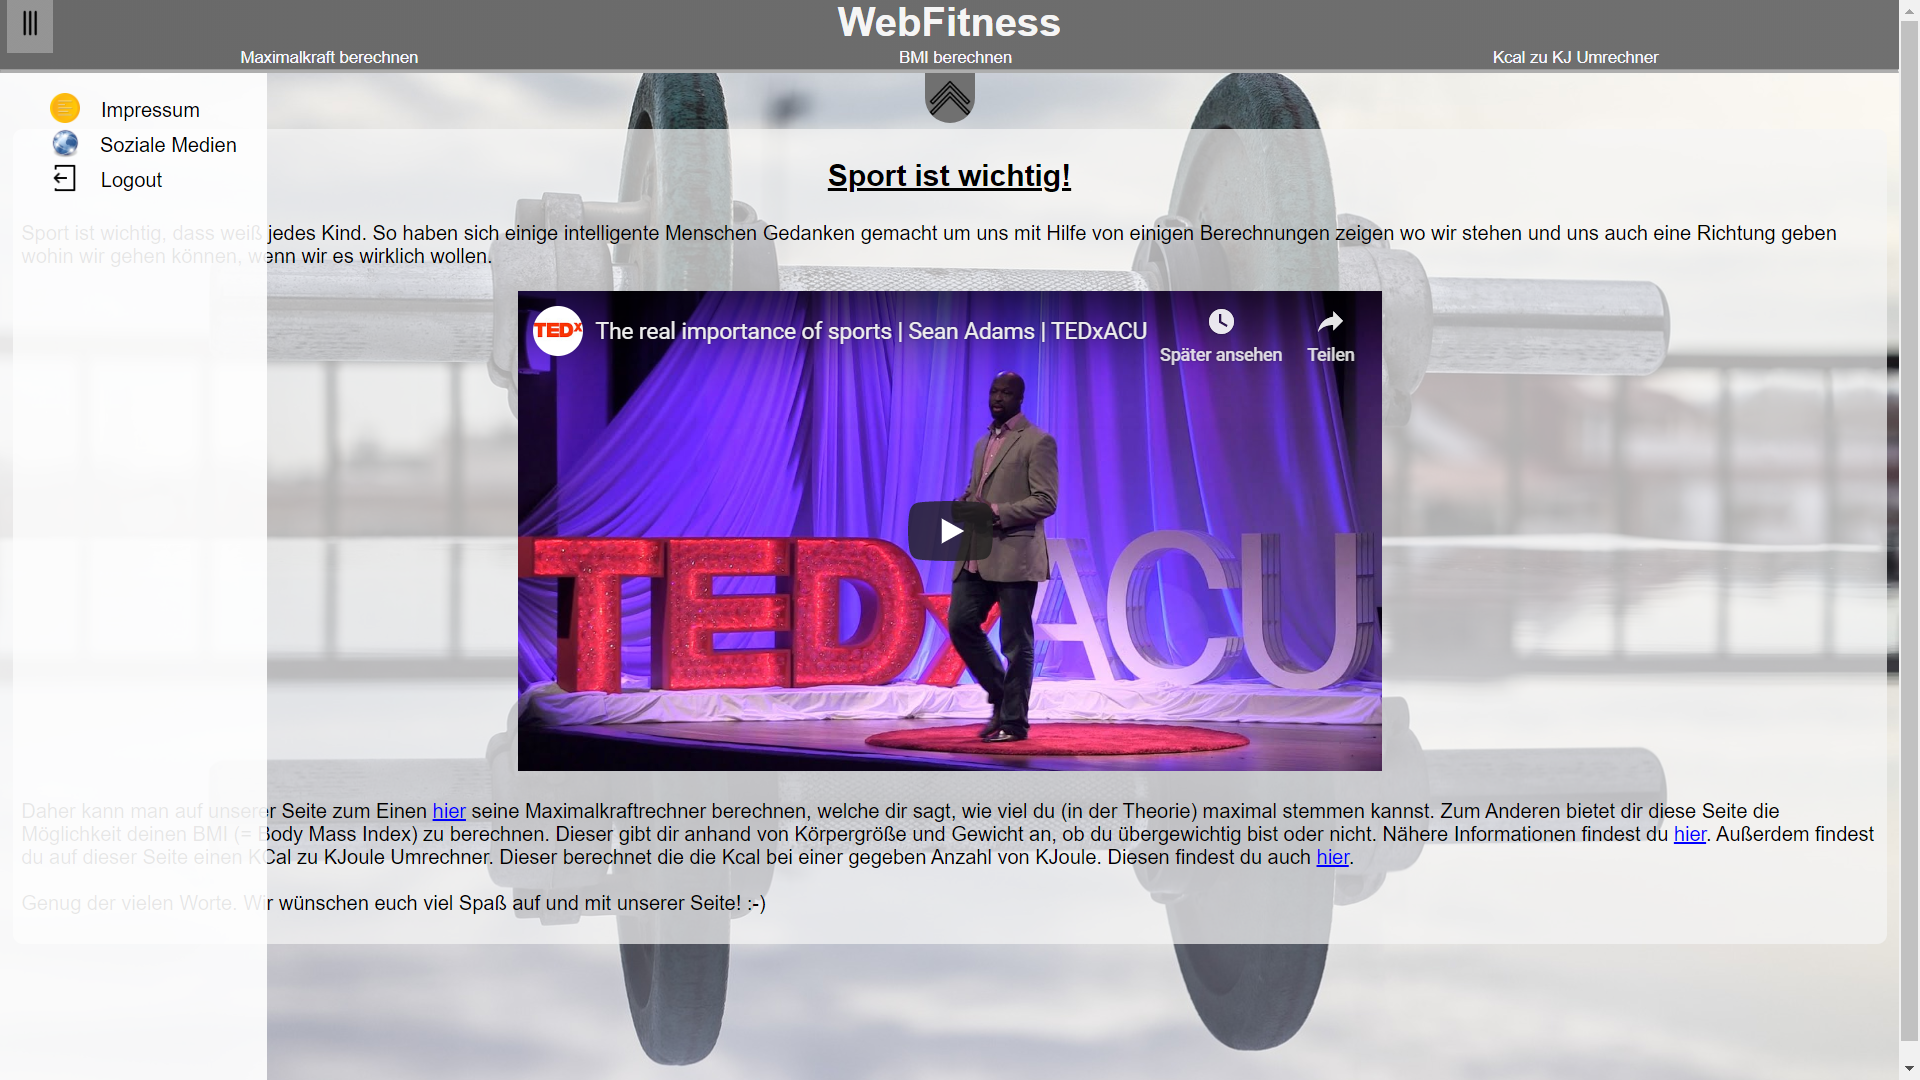 WebFitness
Maximalkraft berechnen
BMI berechnen
Kcal zu KJ Umrechner
Impressum
Soziale Medien
Logout
Sport ist wichtig!
Sport ist wichtig, dass weiß jedes Kind. So haben sich einige intelligente Menschen Gedanken gemacht um uns mit Hilfe von einigen Berechnungen zeigen wo wir stehen und uns auch eine Richtung geben
wohin wir gehen können, wenn wir es wirklich wollen.
TEDx
The real importance of sports | Sean Adams | TEDxACU
Später ansehen
Teilen
TEDxACU
Daher kann man auf unserer Seite zum Einen hier seine Maximalkraftrechner berechnen, welche dir sagt, wie viel du (in der Theorie) maximal stemmen kannst. Zum Anderen bietet dir diese Seite die
Möglichkeit deinen BMI (= Body Mass Index) zu berechnen. Dieser gibt dir anhand von Körpergröße und Gewicht an, ob du übergewichtig bist oder nicht. Nähere Informationen findest du hier. Außerdem findest
du auf dieser Seite einen KCal zu KJoule Umrechner. Dieser berechnet die die Kcal bei einer gegeben Anzahl von KJoule. Diesen findest du auch hier.
Genug der vielen Worte. Wir wünschen euch viel Spaß auf und mit unserer Seite! :-)